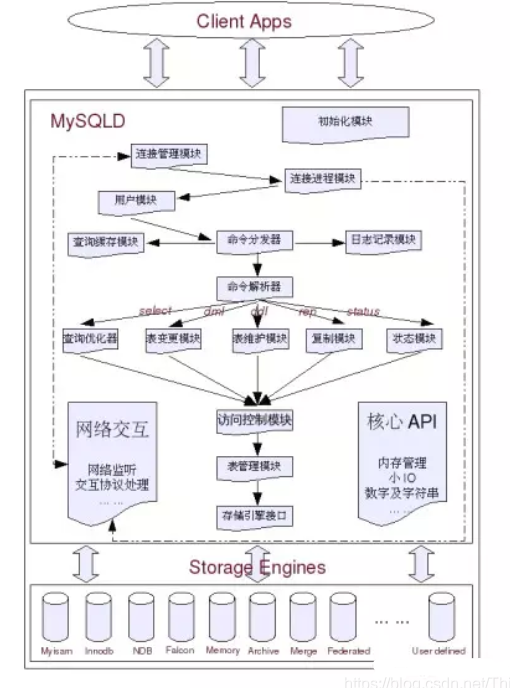 Client Apps
MySQLD
初始化模块
连接管理模块
连接进程模块
用户模块
查询缓存模块
命令分发器
日志记录模块
命令解析器
select
dml
ddl
rep
status
查询优化器
表变更模块
表维护模块
复制模块
状态模块
访问控制模块
网络交互
网络监听
交互协议处理
... ...
核心 API
内存管理
小 IO
数字及字符串
... ...
表管理模块
存储引擎接口
Storage Engines
Myisam
Innodb
NDB
Falcon
Memory
Archive
Merge
Federated
... ...
User defined
https://blog.csdn.net/Thi